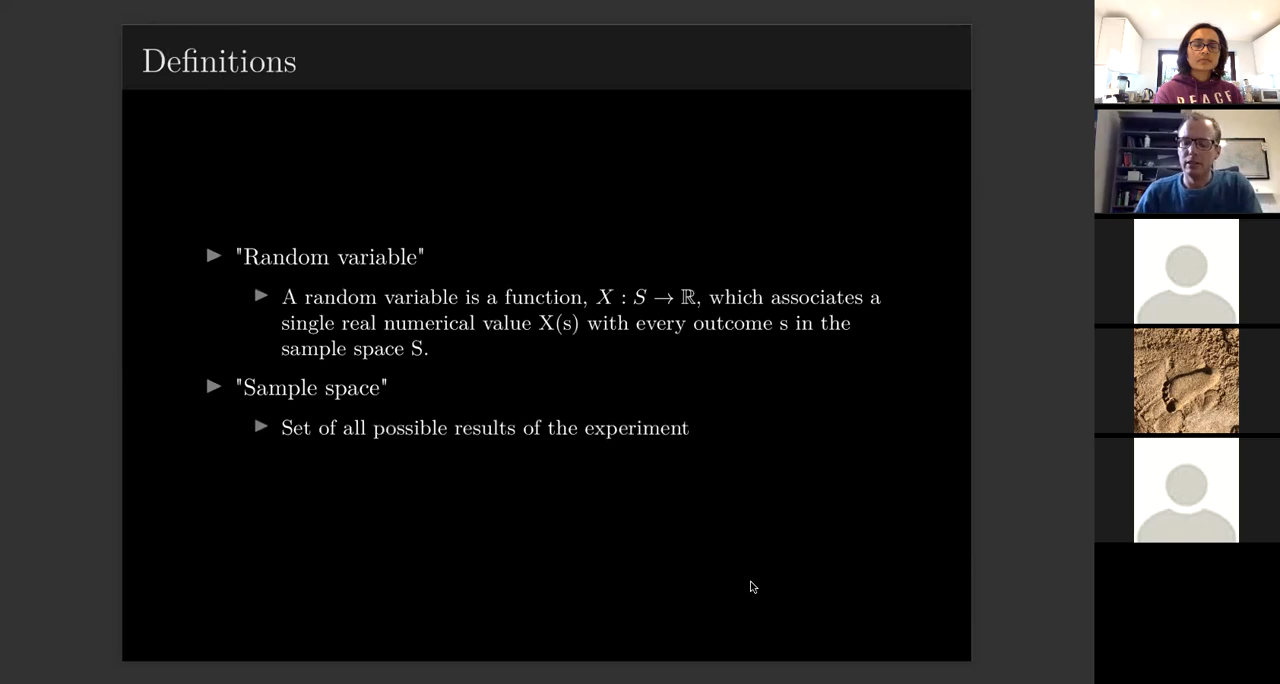 Definitions
"Random variable"
A random variable is a function, X : S → ℝ, which associates a
single real numerical value X(s) with every outcome s in the
sample space S.
"Sample space"
Set of all possible results of the experiment
PEACE